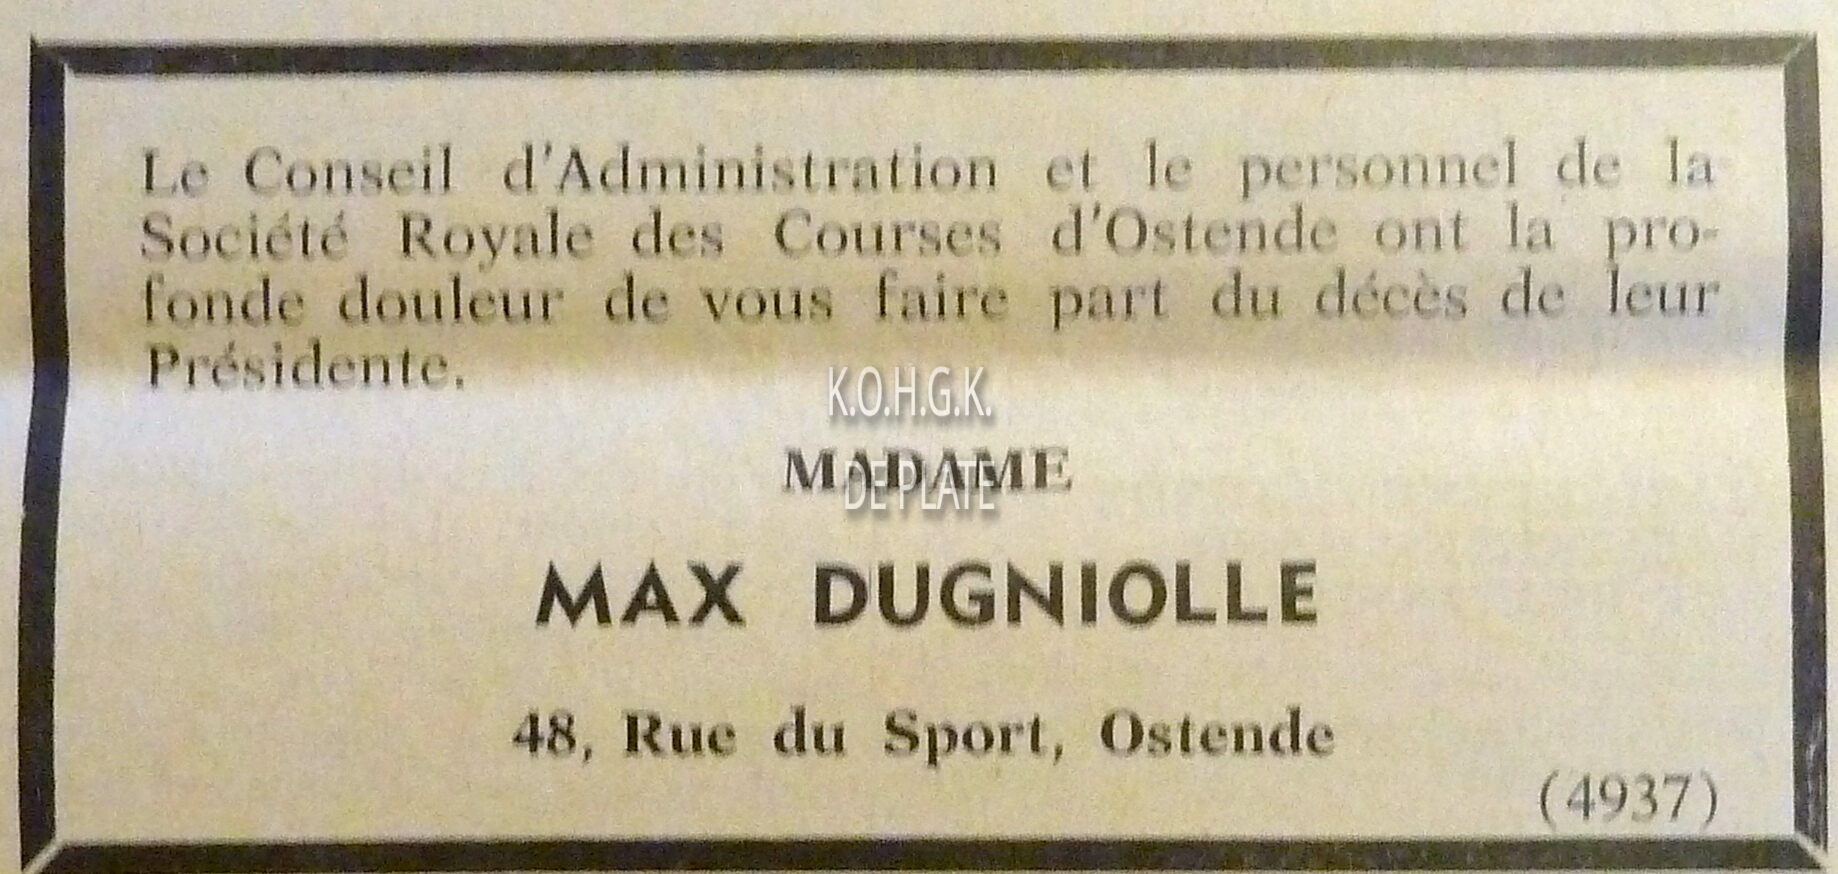 Le Conseil d'Administration et le personnel de la
Société Royale des Courses d'Ostende ont la pro-
fonde douleur de vous faire part du décès de leur
Présidente.
K.O.H.G.K.
MADAME
DE PLATE
MAX DUGNIOLLE
48, Rue du Sport, Ostende
(4937)